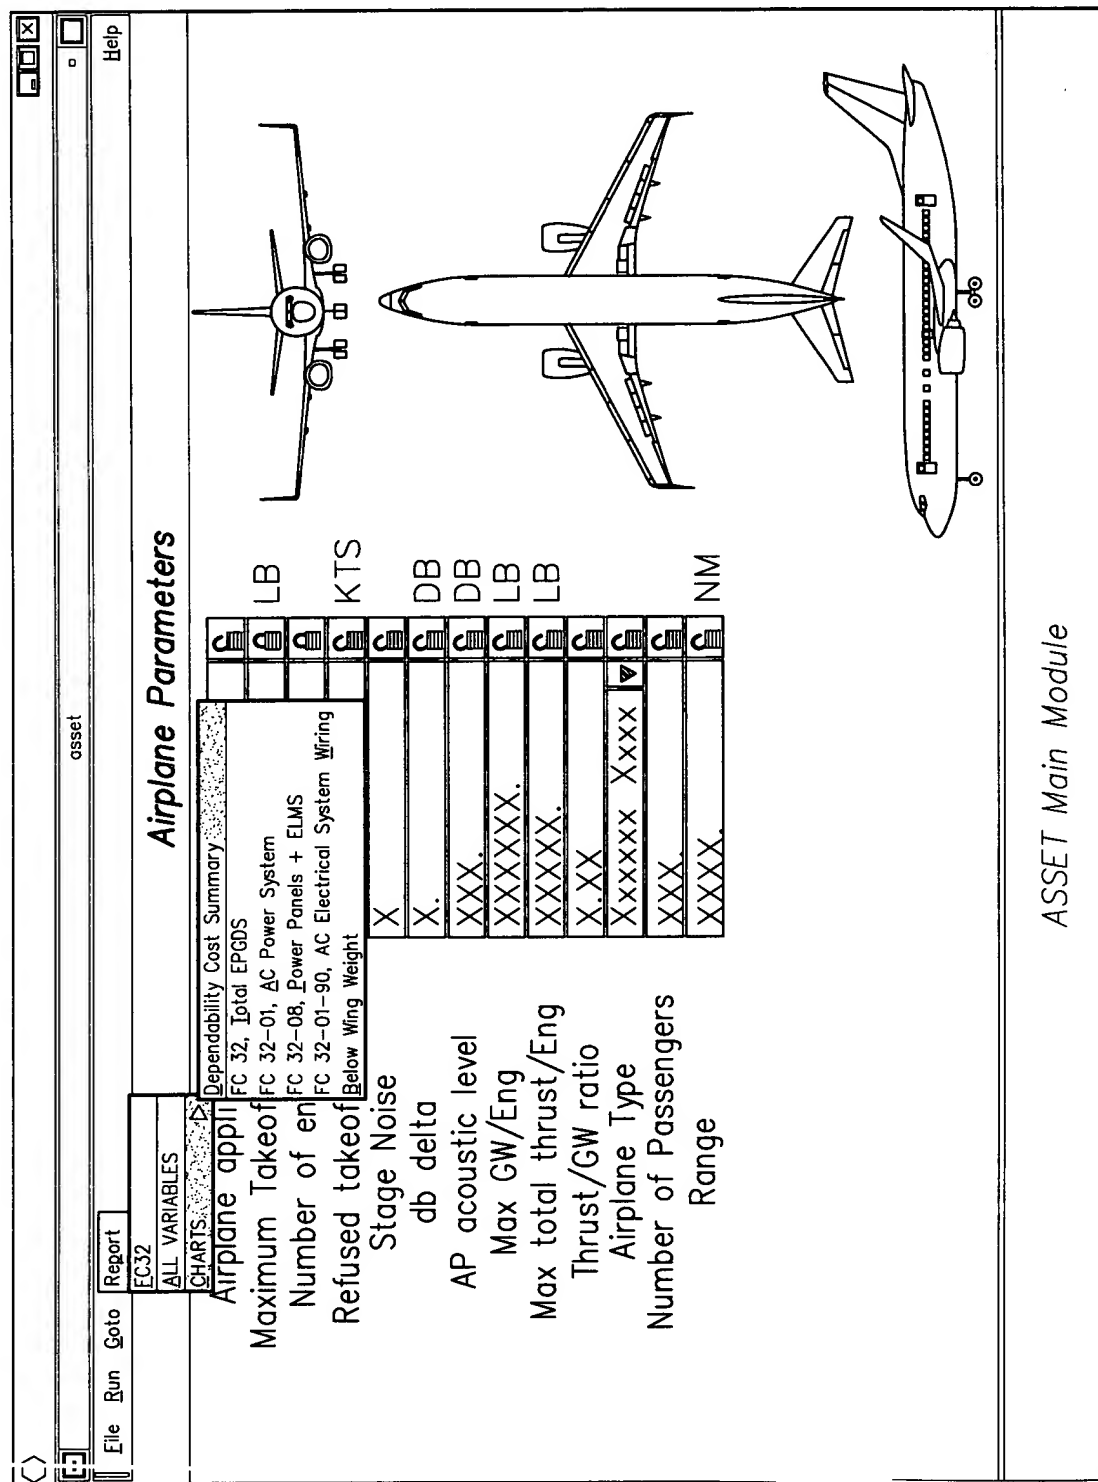 asset
File Run Goto Report Help
FC32
ALL VARIABLES
CHARTS
Dependability Cost Summary
FC 32, Total EPGDS
FC 32-01, AC Power System
FC 32-08, Power Panels + ELMS
FC 32-01-90, AC Electrical System Wiring
Below Wing Weight
Airplane Parameters
Airplane appli
Maximum Takeof LB
Number of en
Refused takeof KTS
Stage Noise X
db delta X. DB
AP acoustic level XXX. DB
Max GW/Eng XXXXXX. LB
Max total thrust/Eng XXXXX. LB
Thrust/GW ratio X.XX
Airplane Type Xxxxxx Xxxx
Number of Passengers XXX.
Range XXXX. NM
ASSET Main Module